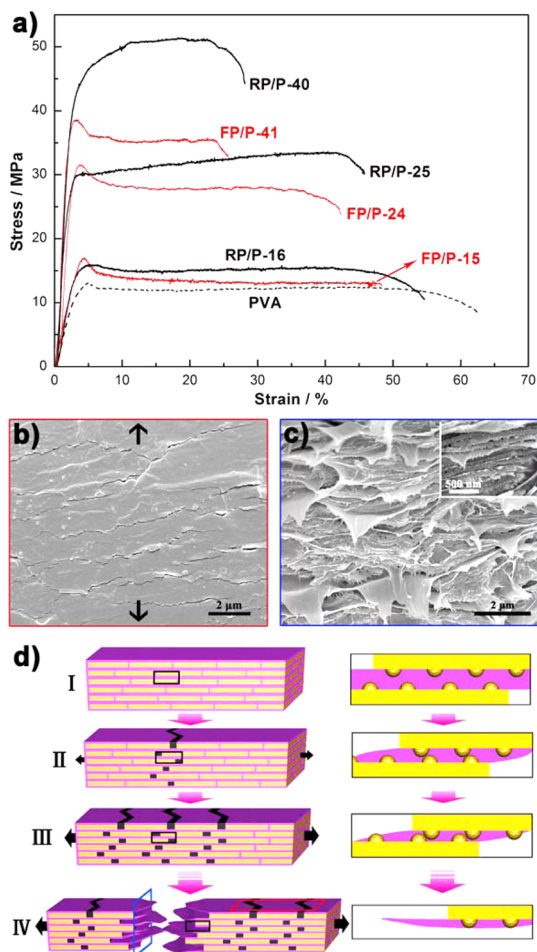 a)
50
40
30
20
10
0
Stress / MPa
RP/P-40
FP/P-41
RP/P-25
FP/P-24
RP/P-16
FP/P-15
PVA
0 10 20 30 40 50 60 70
Strain / %
b)
2 μm
c)
500 nm
2 μm
d)
I
II
III
IV